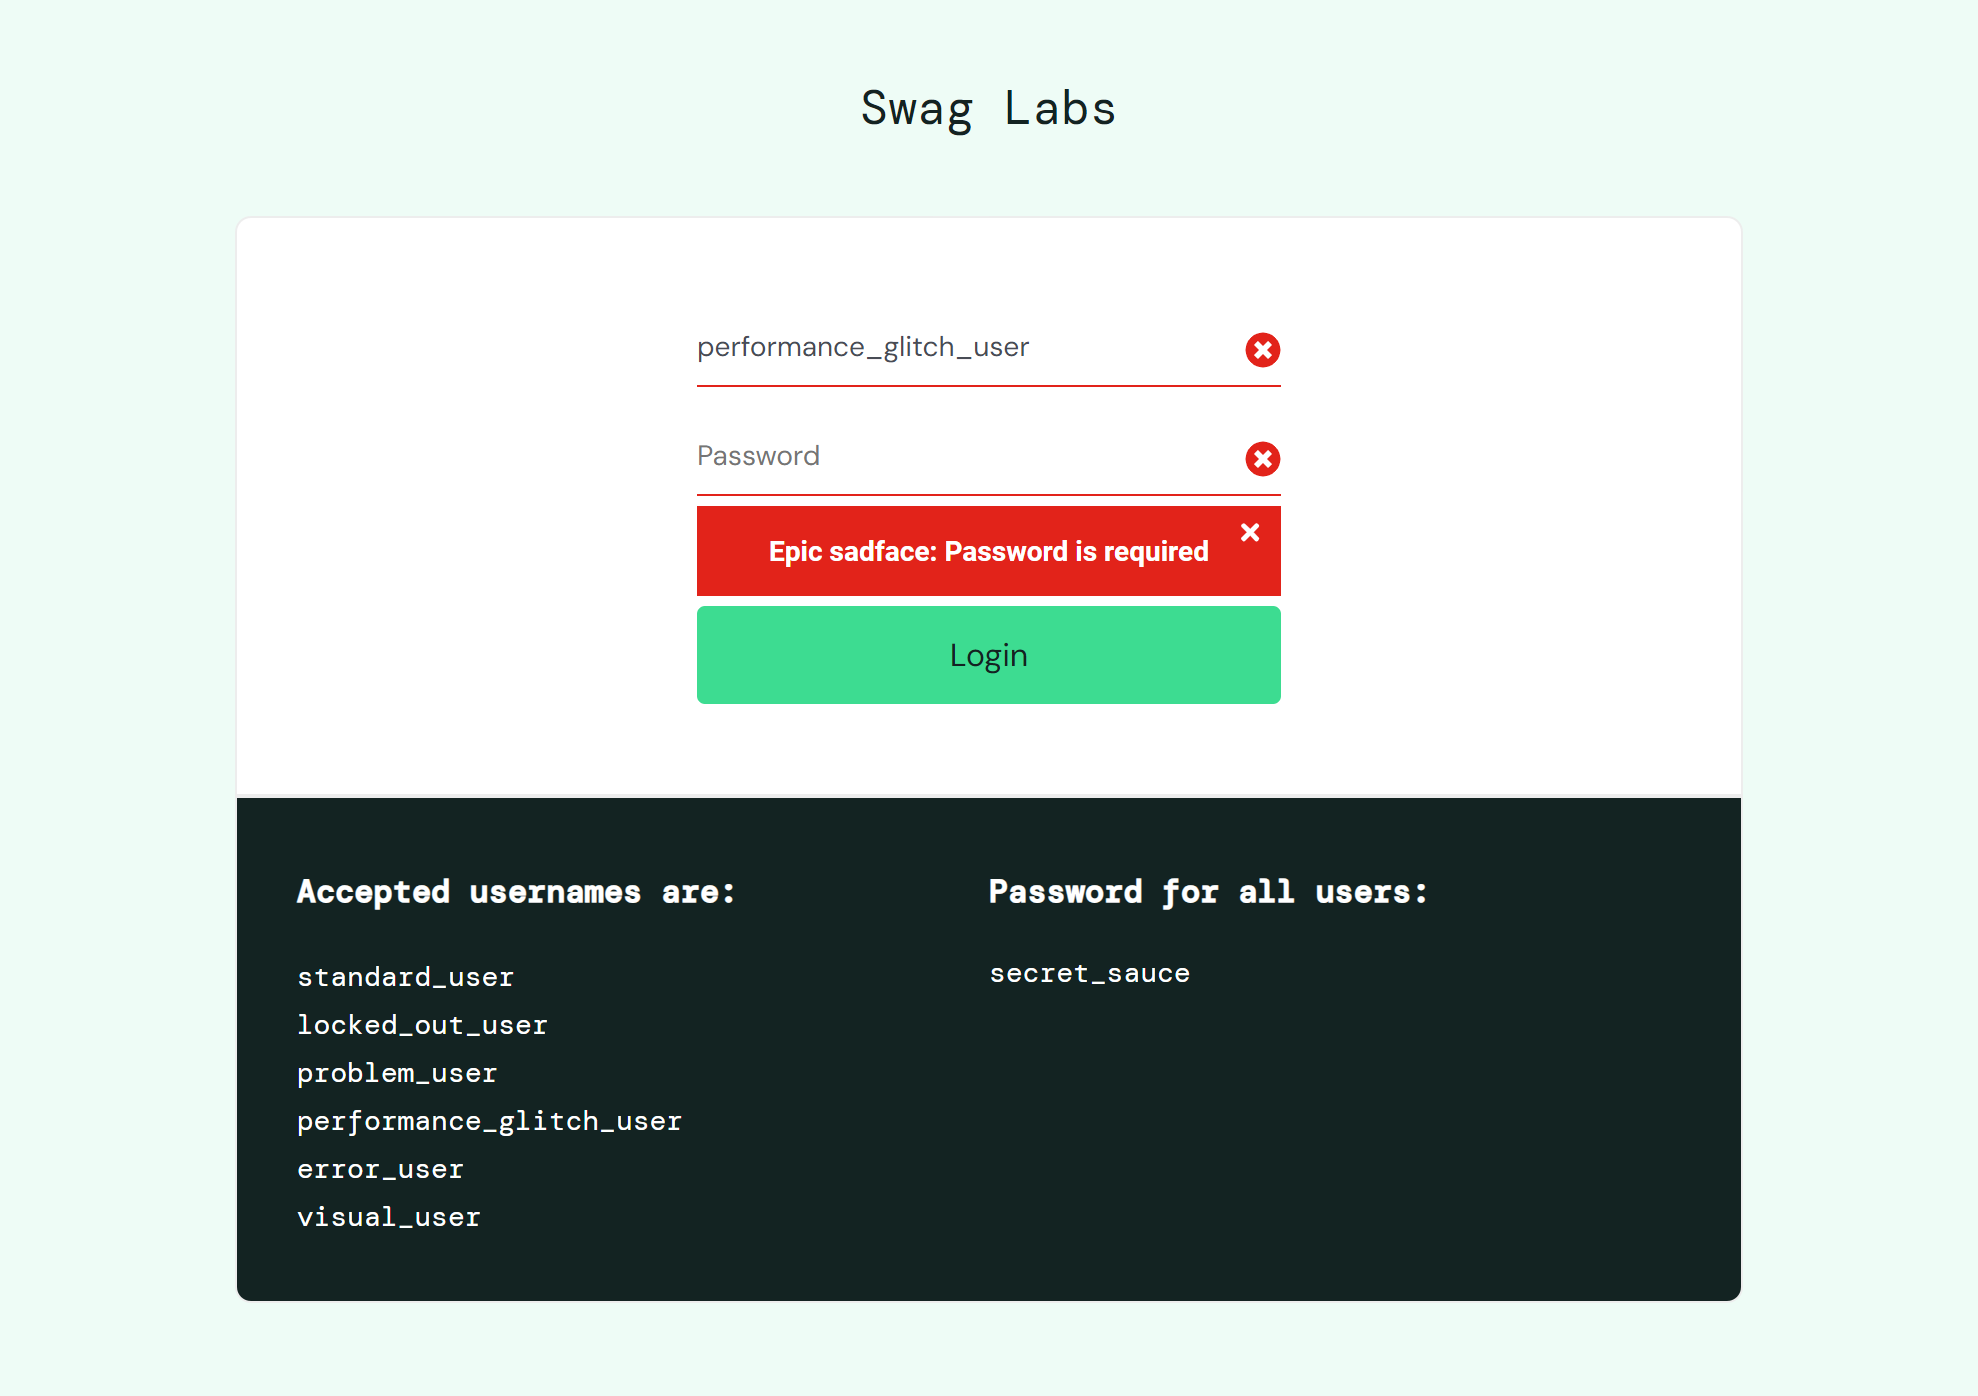 Swag Labs
performance_glitch_user
Password
Epic sadface: Password is required
Login
Accepted usernames are:
standard_user
locked_out_user
problem_user
performance_glitch_user
error_user
visual_user
Password for all users:
secret_sauce